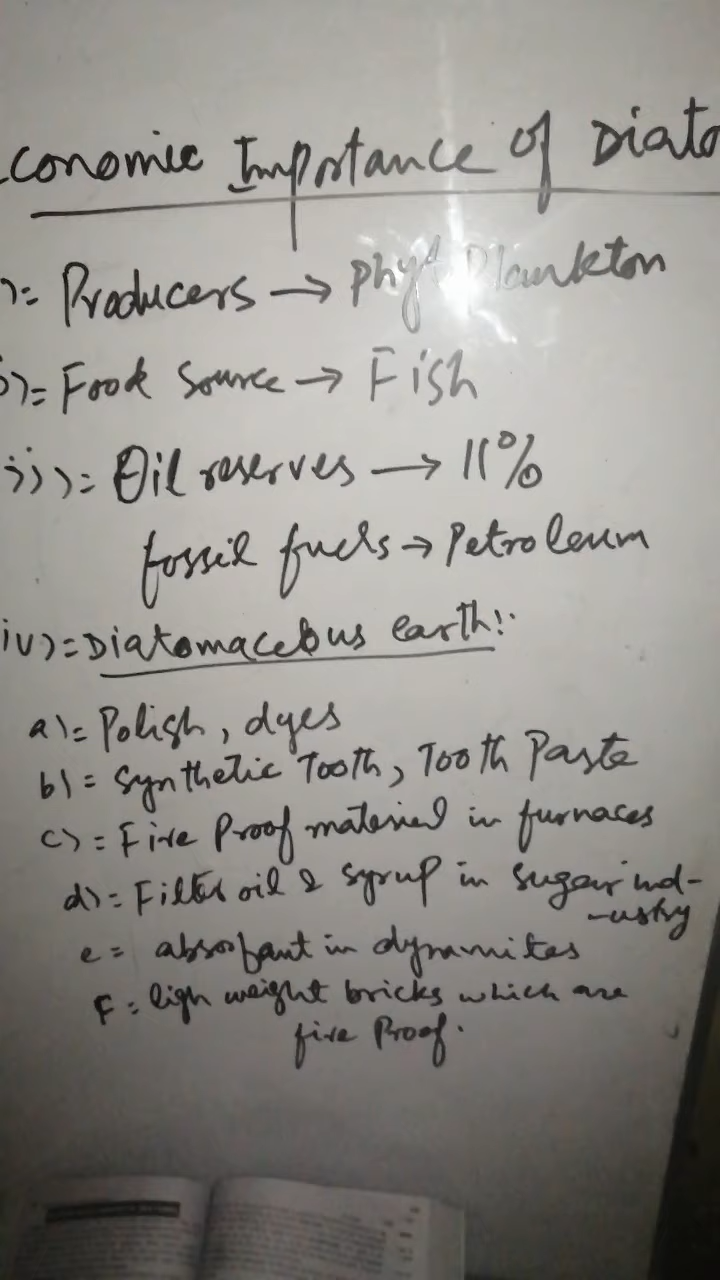 conomic Importance of Diato
)= Producers → Phyt Plankton
i)= Food Source → Fish
iii)= Oil reserves → 11%
fossil fuels → Petroleum
iv)= Diatomaceous earth:-
a)= Polish, dyes
b)= Synthetic Tooth, Tooth Paste
c)= Fire Proof material in furnaces
d)= Filter oil & syrup in sugar ind-
-ustry
e= absorbant in dynamites
F= ligh weight bricks which are
fire Proof.